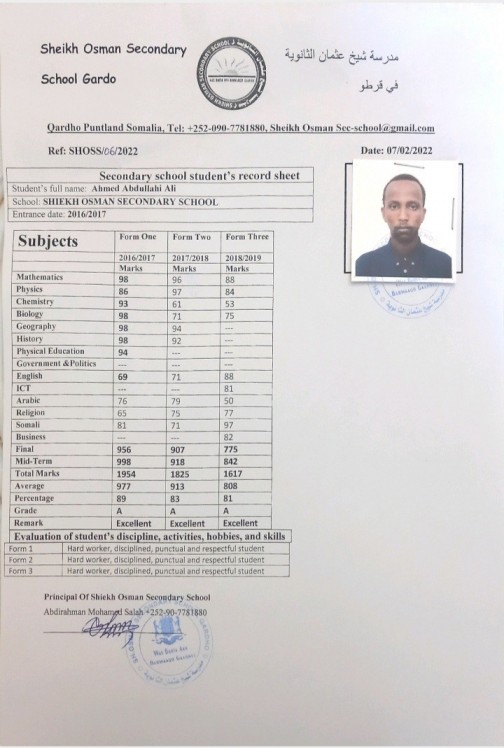 Sheikh Osman Secondary
School Gardo
مدرسة شيخ عثمان الثانوية
في قرطو
Qardho Puntland Somalia, Tel: +252-090-7781880, Sheikh Osman Sec-school@gmail.com
Ref: SHOSS/06/2022 Date: 07/02/2022
Secondary school student's record sheet
Student's full name: Ahmed Abdullahi Ali
School: SHIEKH OSMAN SECONDARY SCHOOL
Entrance date: 2016/2017
Subjects Form One Form Two Form Three
2016/2017 2017/2018 2018/2019
Marks Marks Marks
Mathematics 98 96 88
Physics 86 97 84
Chemistry 93 61 53
Biology 98 71 75
Geography 98 94 ---
History 98 92 ---
Physical Education 94 --- ---
Government &Politics --- --- ---
English 69 71 88
ICT --- --- 81
Arabic 76 79 50
Religion 65 75 77
Somali 81 71 97
Business --- --- 82
Final 956 907 775
Mid-Term 998 918 842
Total Marks 1954 1825 1617
Average 977 913 808
Percentage 89 83 81
Grade A A A
Remark Excellent Excellent Excellent
Evaluation of student's discipline, activities, hobbies, and skills
Form 1 Hard worker, disciplined, punctual and respectful student
Form 2 Hard worker, disciplined, punctual and respectful student
Form 3 Hard worker, disciplined, punctual and respectful student
Principal Of Shiekh Osman Secondary School
Abdirahman Mohamed Salah +252-90-7781880